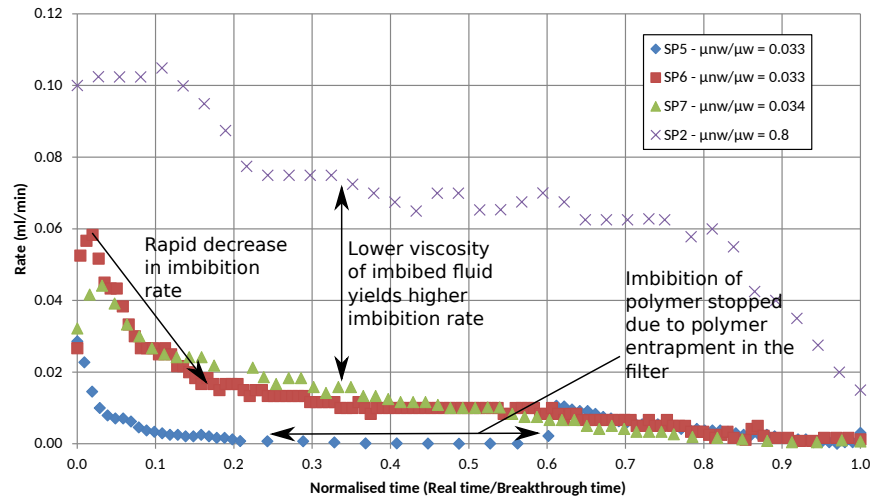 0.12
0.10
0.08
0.06
0.04
0.02
0.00
Rate (ml/min)
SP5 - µnw/µw = 0.033
SP6 - µnw/µw = 0.033
SP7 - µnw/µw = 0.034
SP2 - µnw/µw = 0.8
Rapid decrease
in imbibition
rate
Lower viscosity
of imbibed fluid
yields higher
imbibition rate
Imbibition of
polymer stopped
due to polymer
entrapment in the
filter
0.0 0.1 0.2 0.3 0.4 0.5 0.6 0.7 0.8 0.9 1.0
Normalised time (Real time/Breakthrough time)